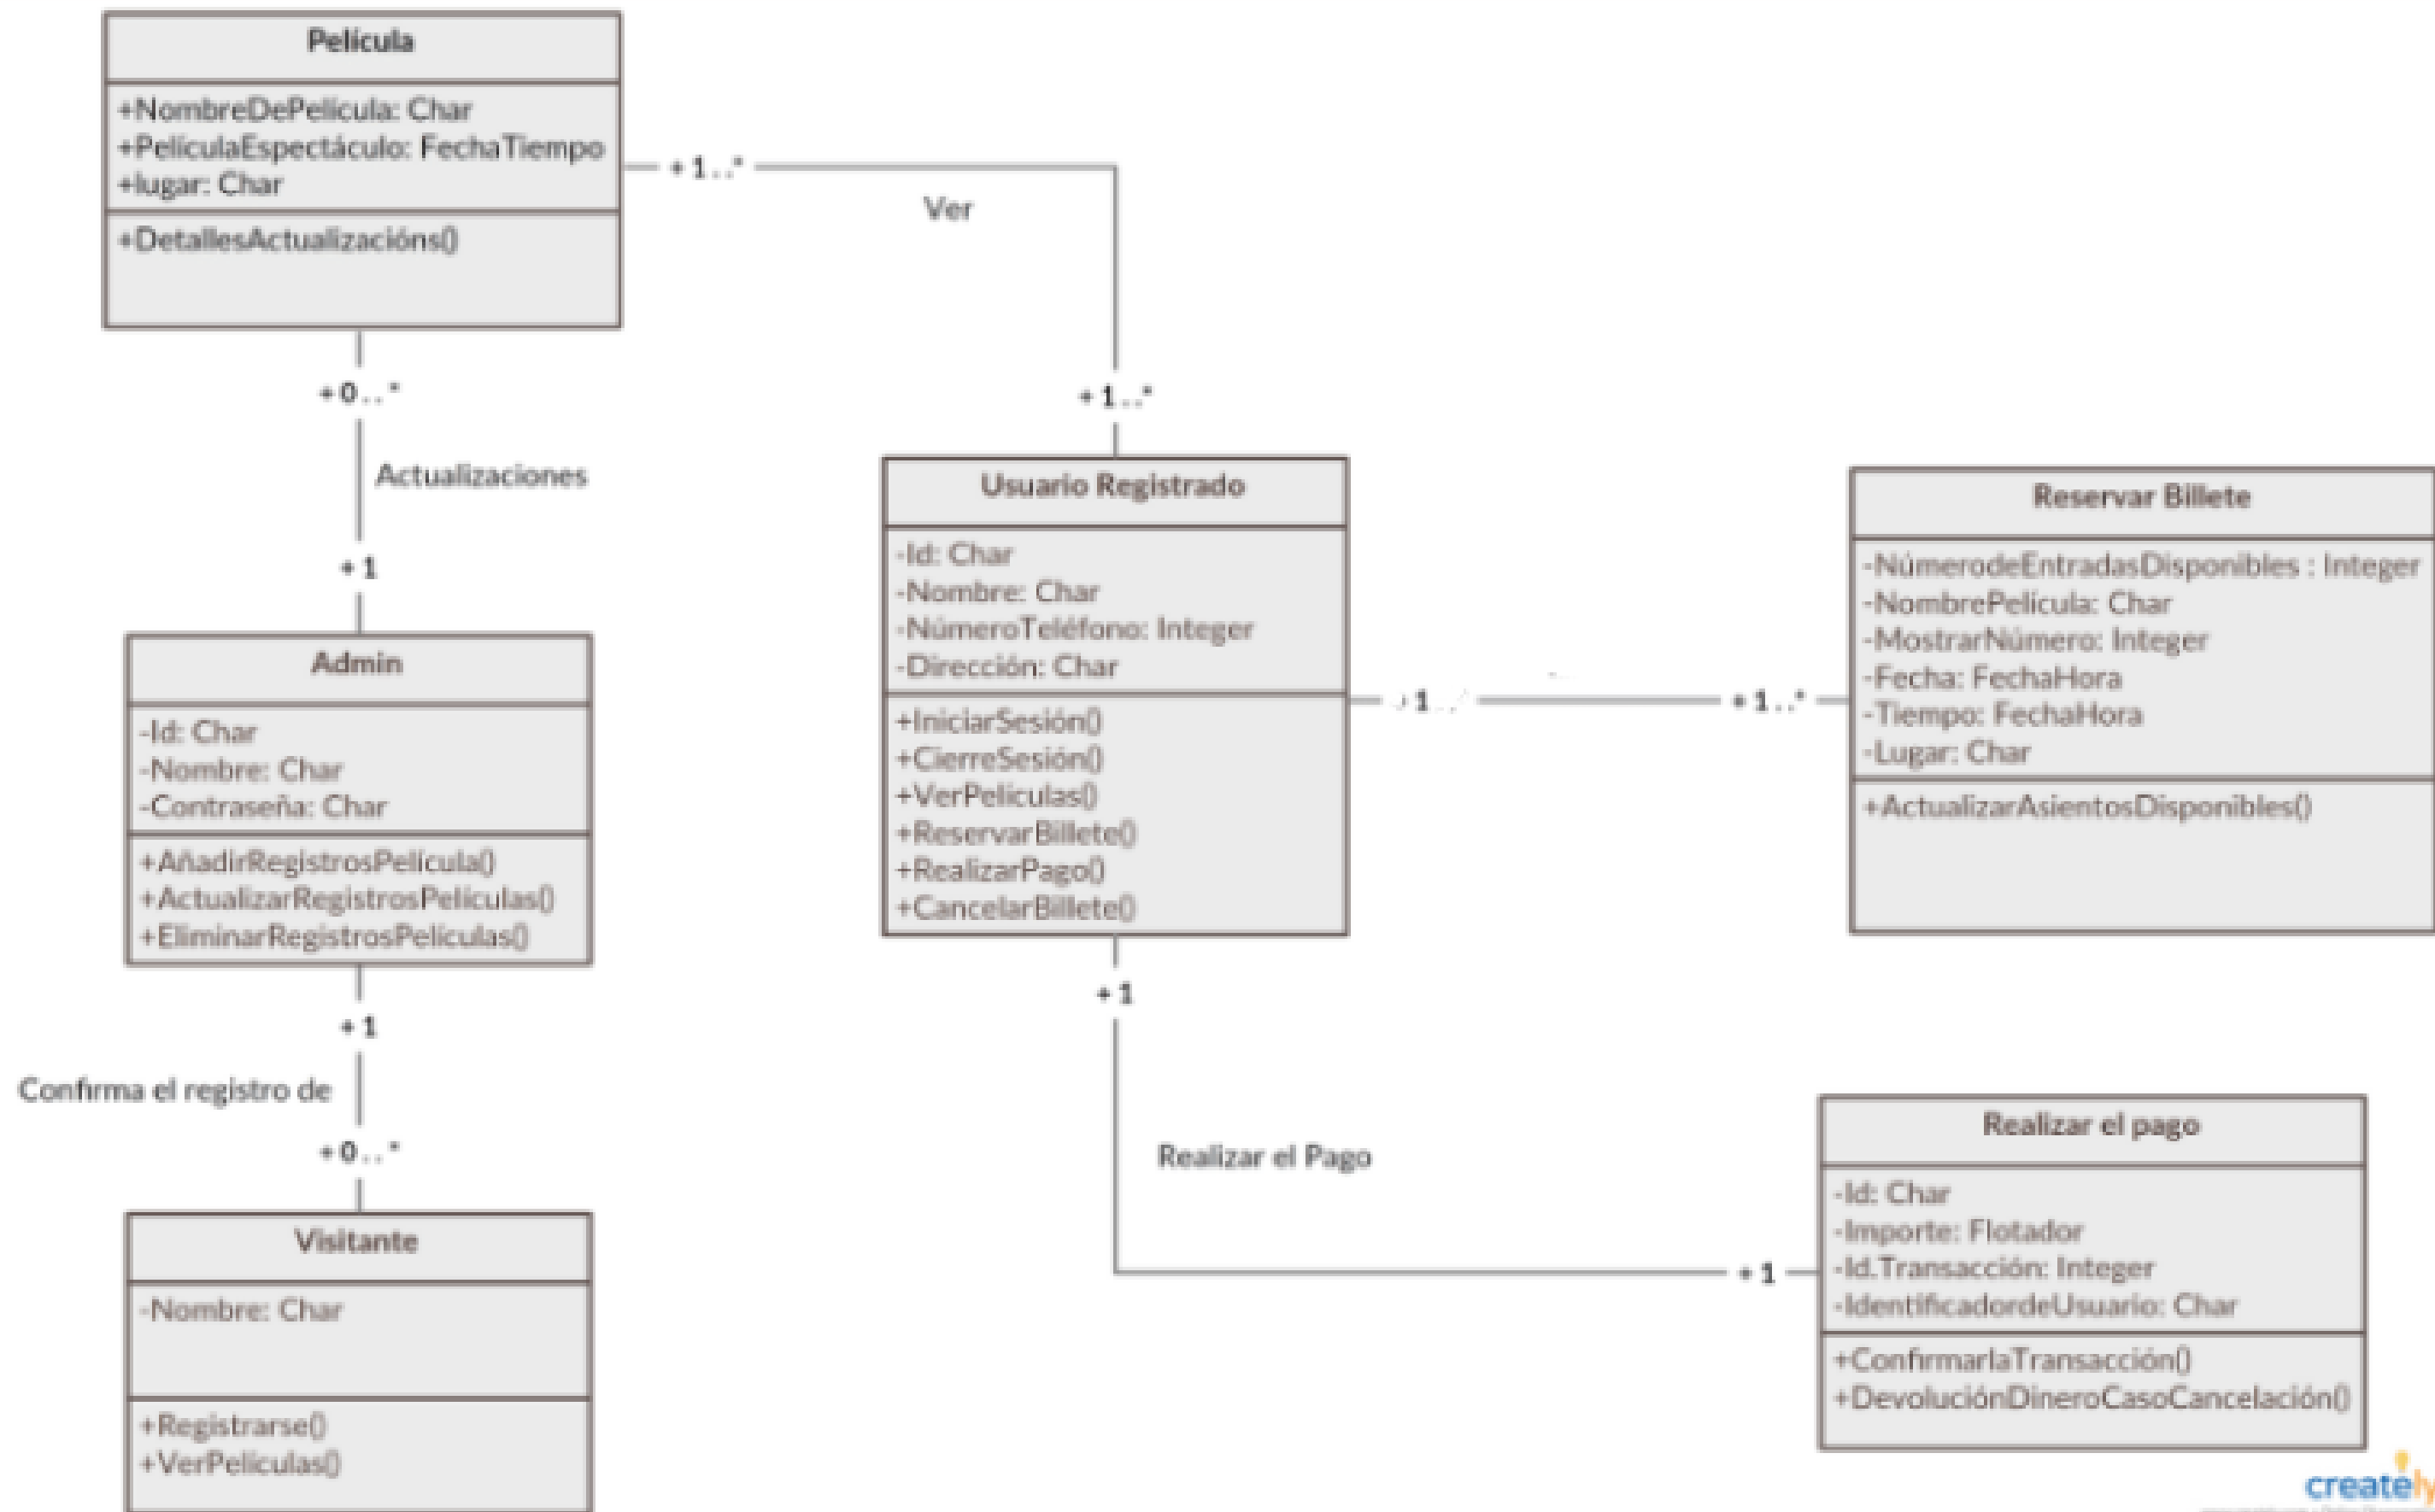 Película
+NombreDePelícula: Char
+PelículaEspectáculo: FechaTiempo
+lugar: Char
+DetallesActualizacións()
+ 1..*
Ver
+ 1..*
+ 0..*
Actualizaciones
+ 1
Admin
-Id: Char
-Nombre: Char
-Contraseña: Char
+AñadirRegistrosPelícula()
+ActualizarRegistrosPelículas()
+EliminarRegistrosPelículas()
+ 1
Confirma el registro de
+ 0..*
Visitante
-Nombre: Char
+Registrarse()
+VerPelículas()
Usuario Registrado
-Id: Char
-Nombre: Char
-NúmeroTeléfono: Integer
-Dirección: Char
+IniciarSesión()
+CierreSesión()
+VerPelículas()
+ReservarBillete()
+RealizarPago()
+CancelarBillete()
1
+ 1..*
Reservar Billete
-NúmerodeEntradasDisponibles : Integer
-NombrePelícula: Char
-MostrarNúmero: Integer
-Fecha: FechaHora
-Tiempo: FechaHora
-Lugar: Char
+ActualizarAsientosDisponibles()
+ 1
Realizar el Pago
+ 1
Realizar el pago
-Id: Char
-Importe: Flotador
-Id.Transacción: Integer
-IdentificadordeUsuario: Char
+ConfirmarlaTransacción()
+DevoluciónDineroCasoCancelación()
creately